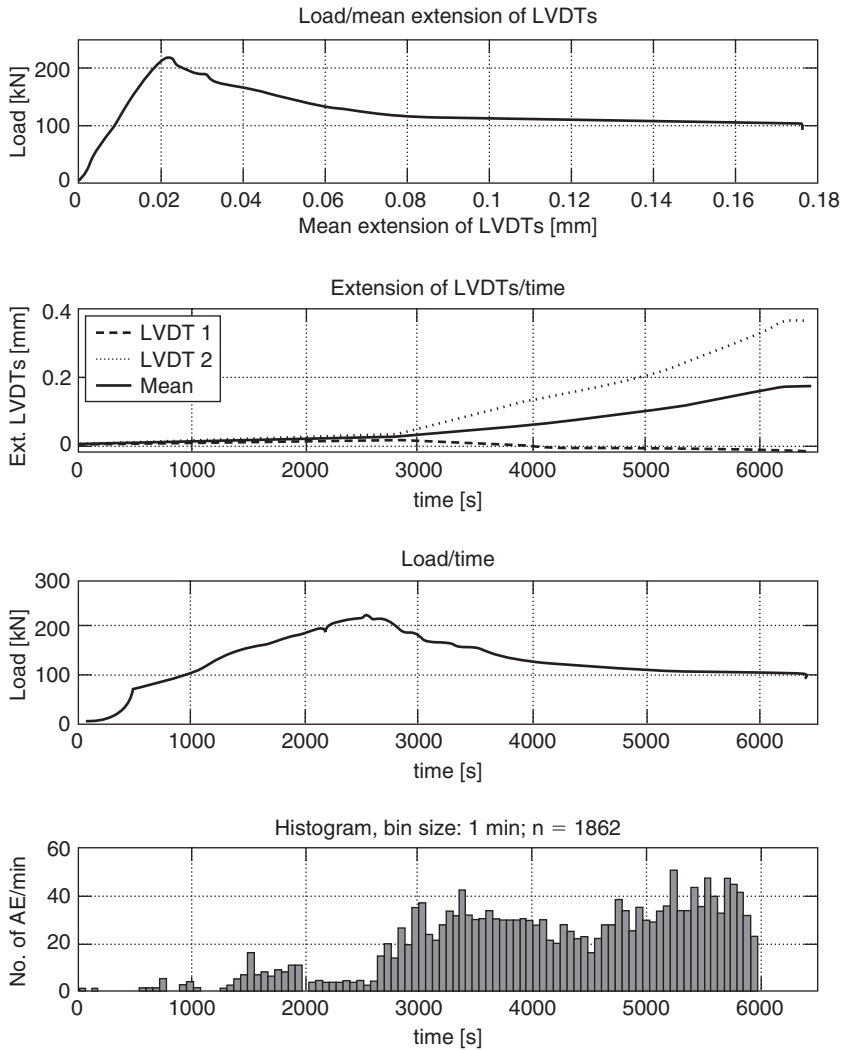 Load/mean extension of LVDTs
Load [kN]
200
100
0
0 0.02 0.04 0.06 0.08 0.1 0.12 0.14 0.16 0.18
Mean extension of LVDTs [mm]
Extension of LVDTs/time
Ext. LVDTs [mm]
0.4
0.2
0
LVDT 1
LVDT 2
Mean
0 1000 2000 3000 4000 5000 6000
time [s]
Load/time
Load [kN]
300
200
100
0
0 1000 2000 3000 4000 5000 6000
time [s]
Histogram, bin size: 1 min; n = 1862
No. of AE/min
60
40
20
0
0 1000 2000 3000 4000 5000 6000
time [s]